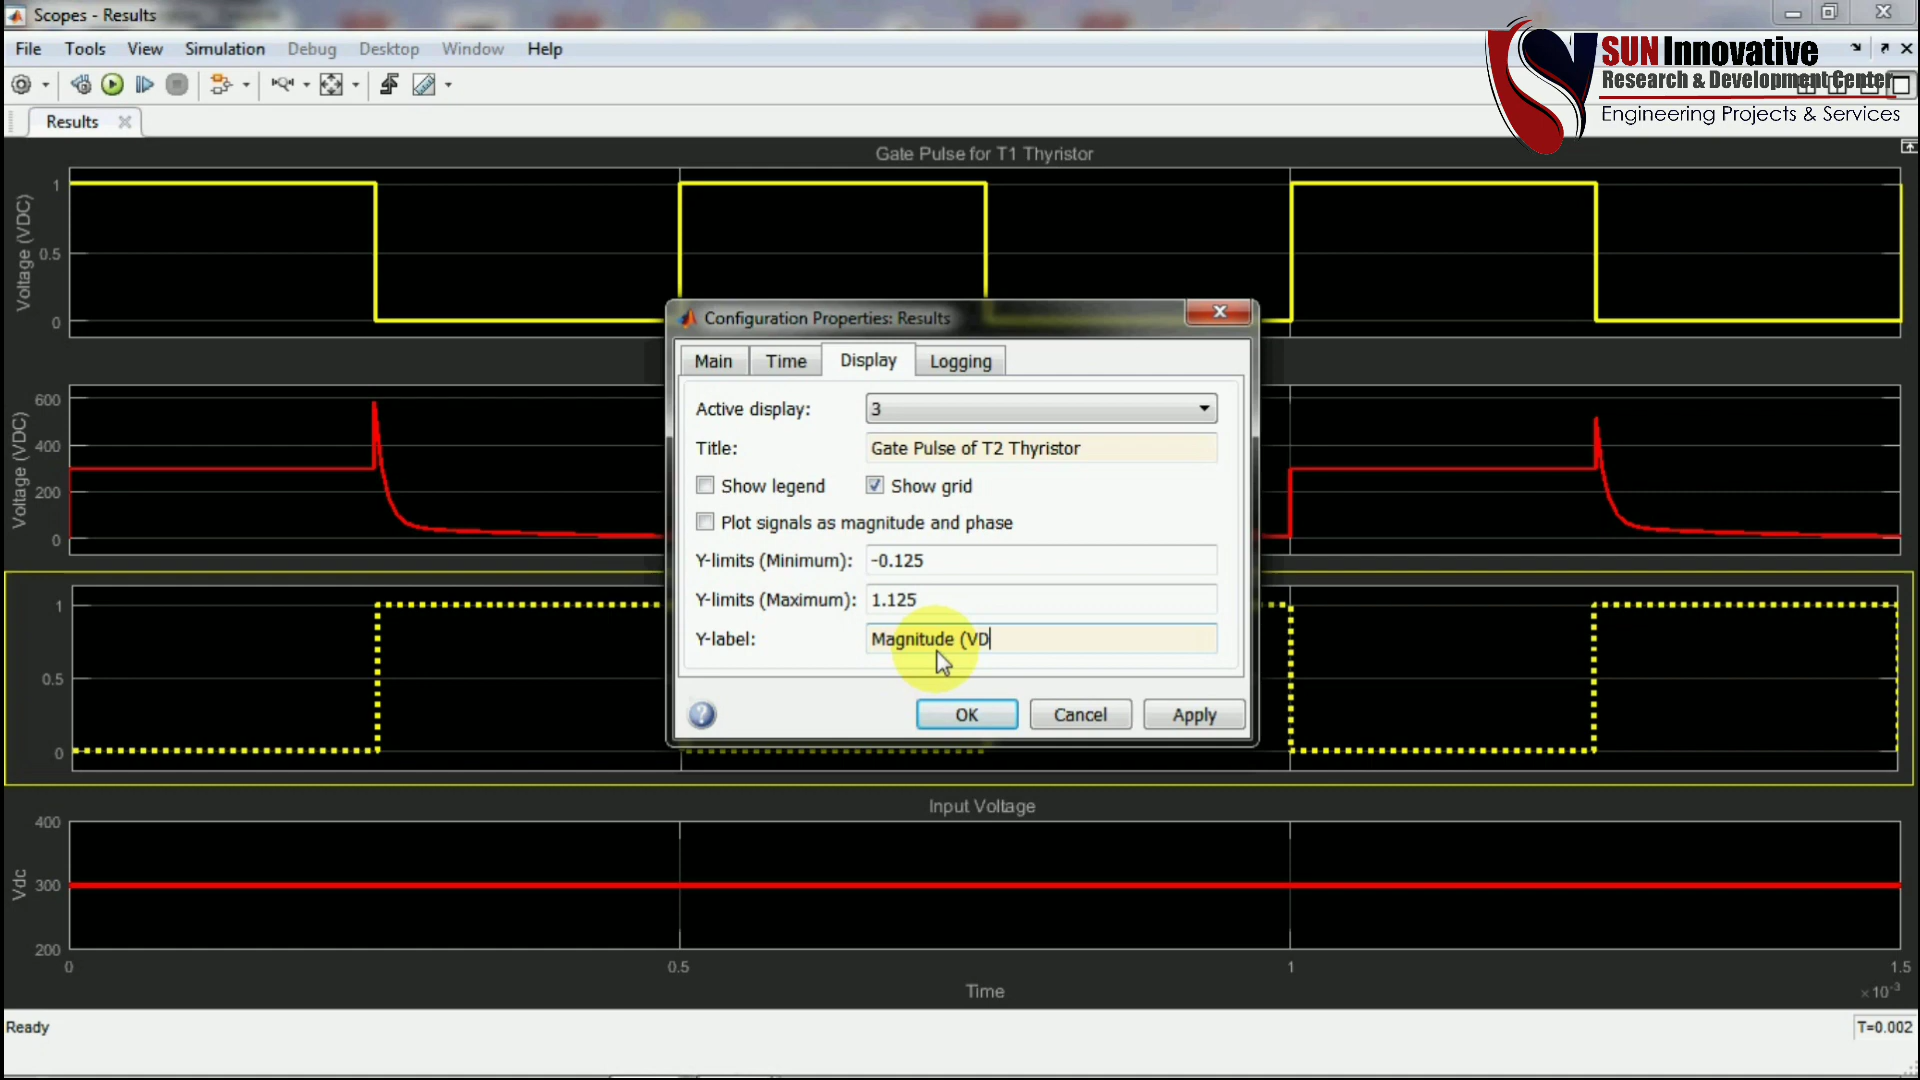 Scopes - Results
File Tools View Simulation Debug Desktop Window Help
SUN Innovative
Research & Development Center
Engineering Projects & Services
Results
Gate Pulse for T1 Thyristor
Voltage (VDC)
1
0.5
0
Voltage (VDC)
600
400
200
0
1
0.5
0
Configuration Properties: Results
Main Time Display Logging
Active display: 3
Title: Gate Pulse of T2 Thyristor
Show legend Show grid
Plot signals as magnitude and phase
Y-limits (Minimum): -0.125
Y-limits (Maximum): 1.125
Y-label: Magnitude (VD
? OK Cancel Apply
Input Voltage
Vdc
400
300
200
0 0.5 1 1.5
Time
×10-3
Ready
T=0.002